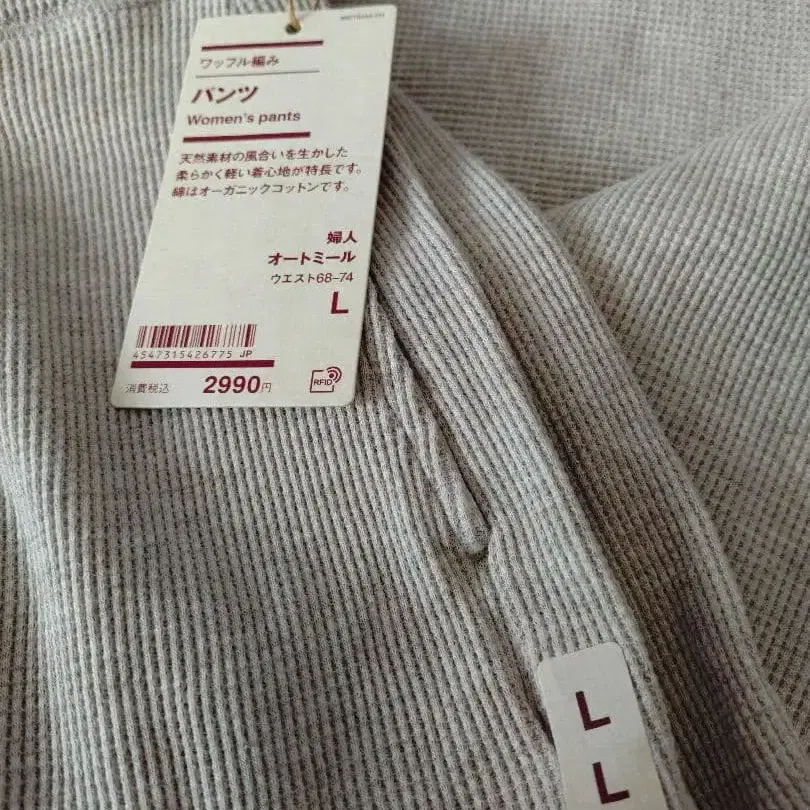 ワッフル編み
パンツ
Women's pants
天然素材の風合いを生かした
柔らかく軽い着心地が特長です。
綿はオーガニックコットンです。
婦人
オートミール
ウエスト68–74
L
4547315426775 JP
消費税込 2990円
RFID
L
L